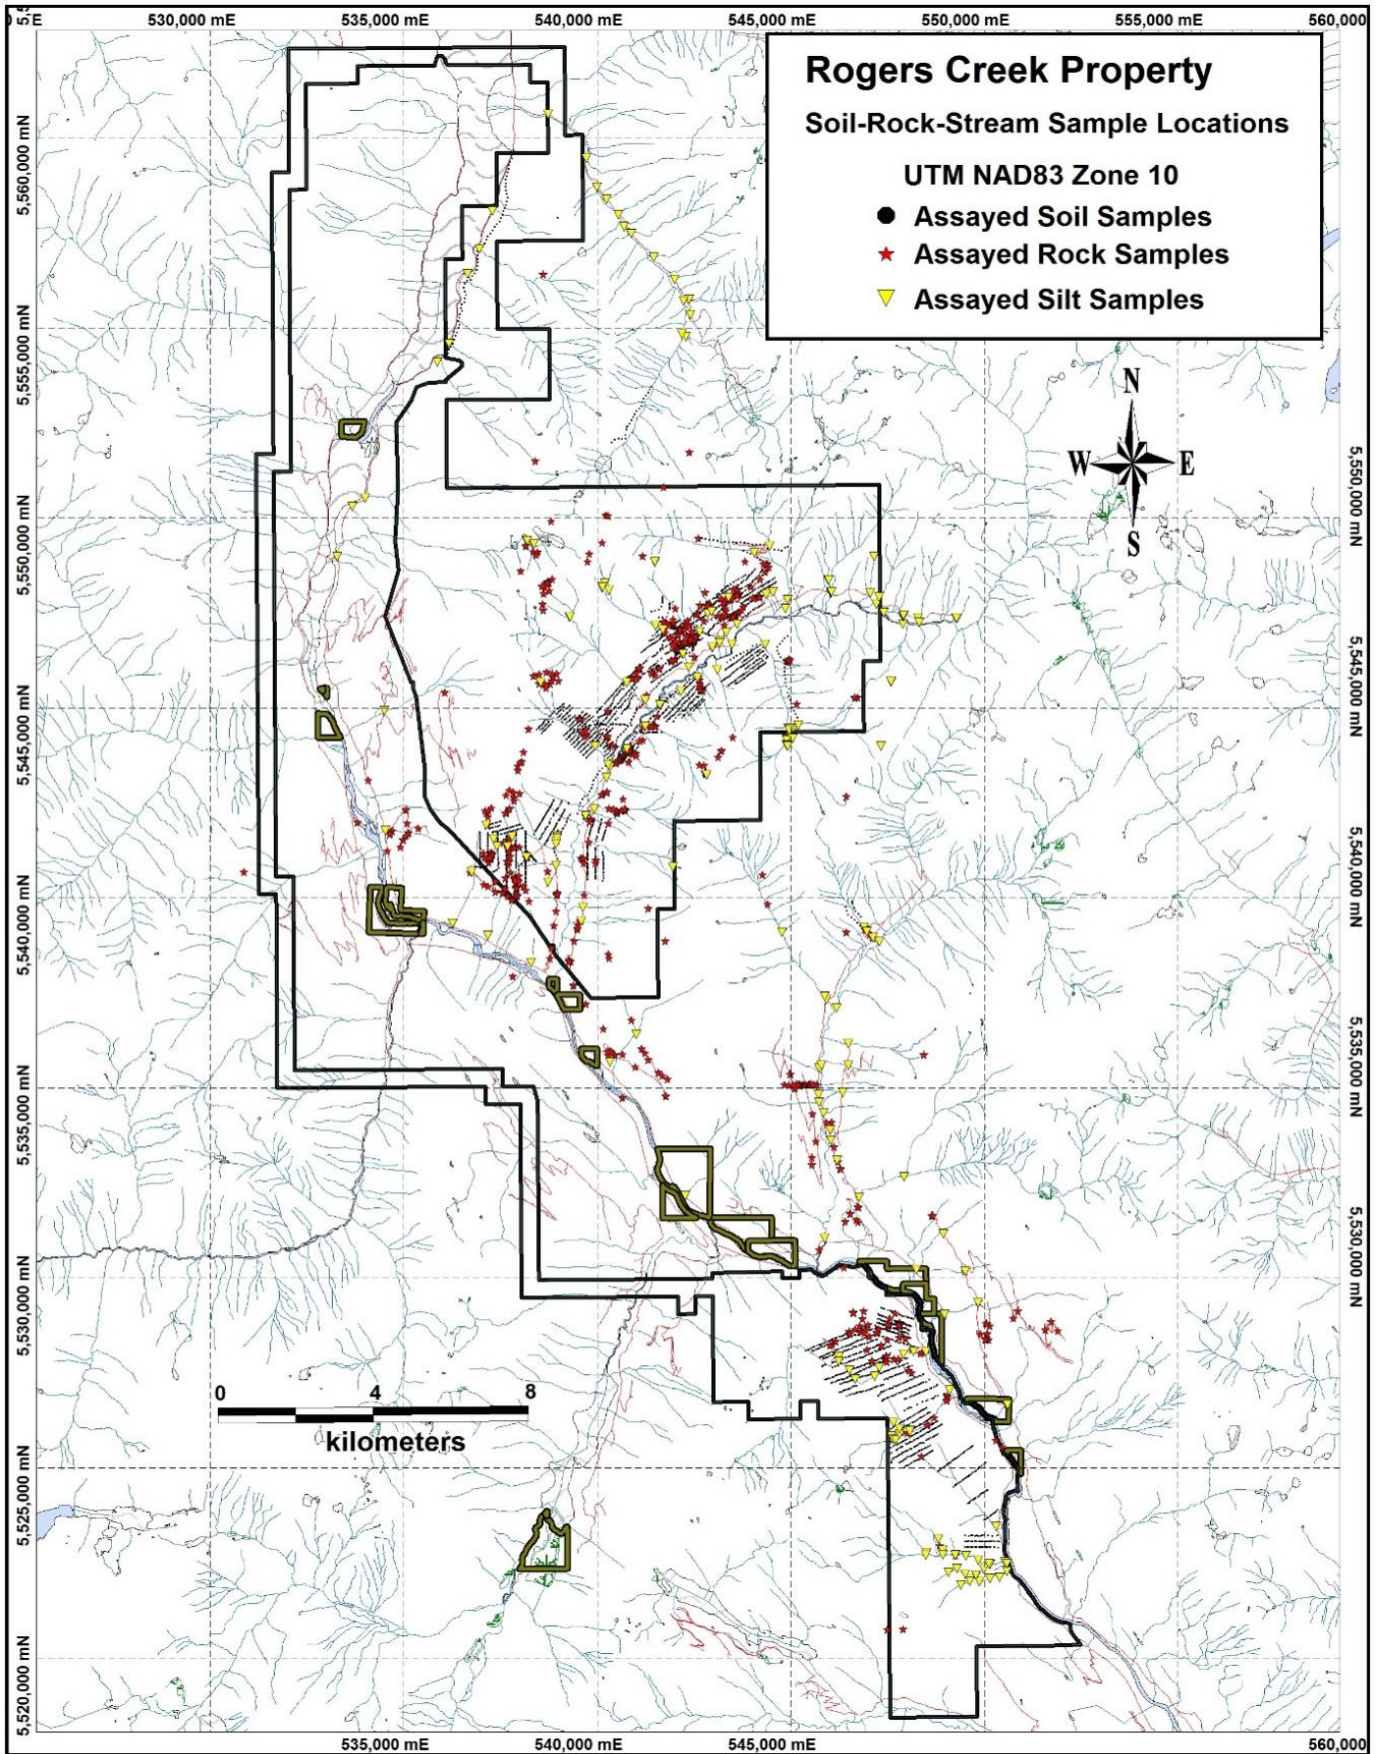 530,000 mE
535,000 mE
540,000 mE
545,000 mE
550,000 mE
555,000 mE
560,000
Rogers Creek Property
Soil-Rock-Stream Sample Locations
UTM NAD83 Zone 10
Assayed Soil Samples
Assayed Rock Samples
Assayed Silt Samples
N
W
E
S
5,560,000 mN
5,555,000 mN
5,550,000 mN
5,545,000 mN
5,540,000 mN
5,535,000 mN
5,530,000 mN
5,525,000 mN
5,520,000 mN
5,550,000 mN
5,545,000 mN
5,540,000 mN
5,535,000 mN
5,530,000 mN
0 4 8
kilometers
535,000 mE
540,000 mE
545,000 mE
560,000